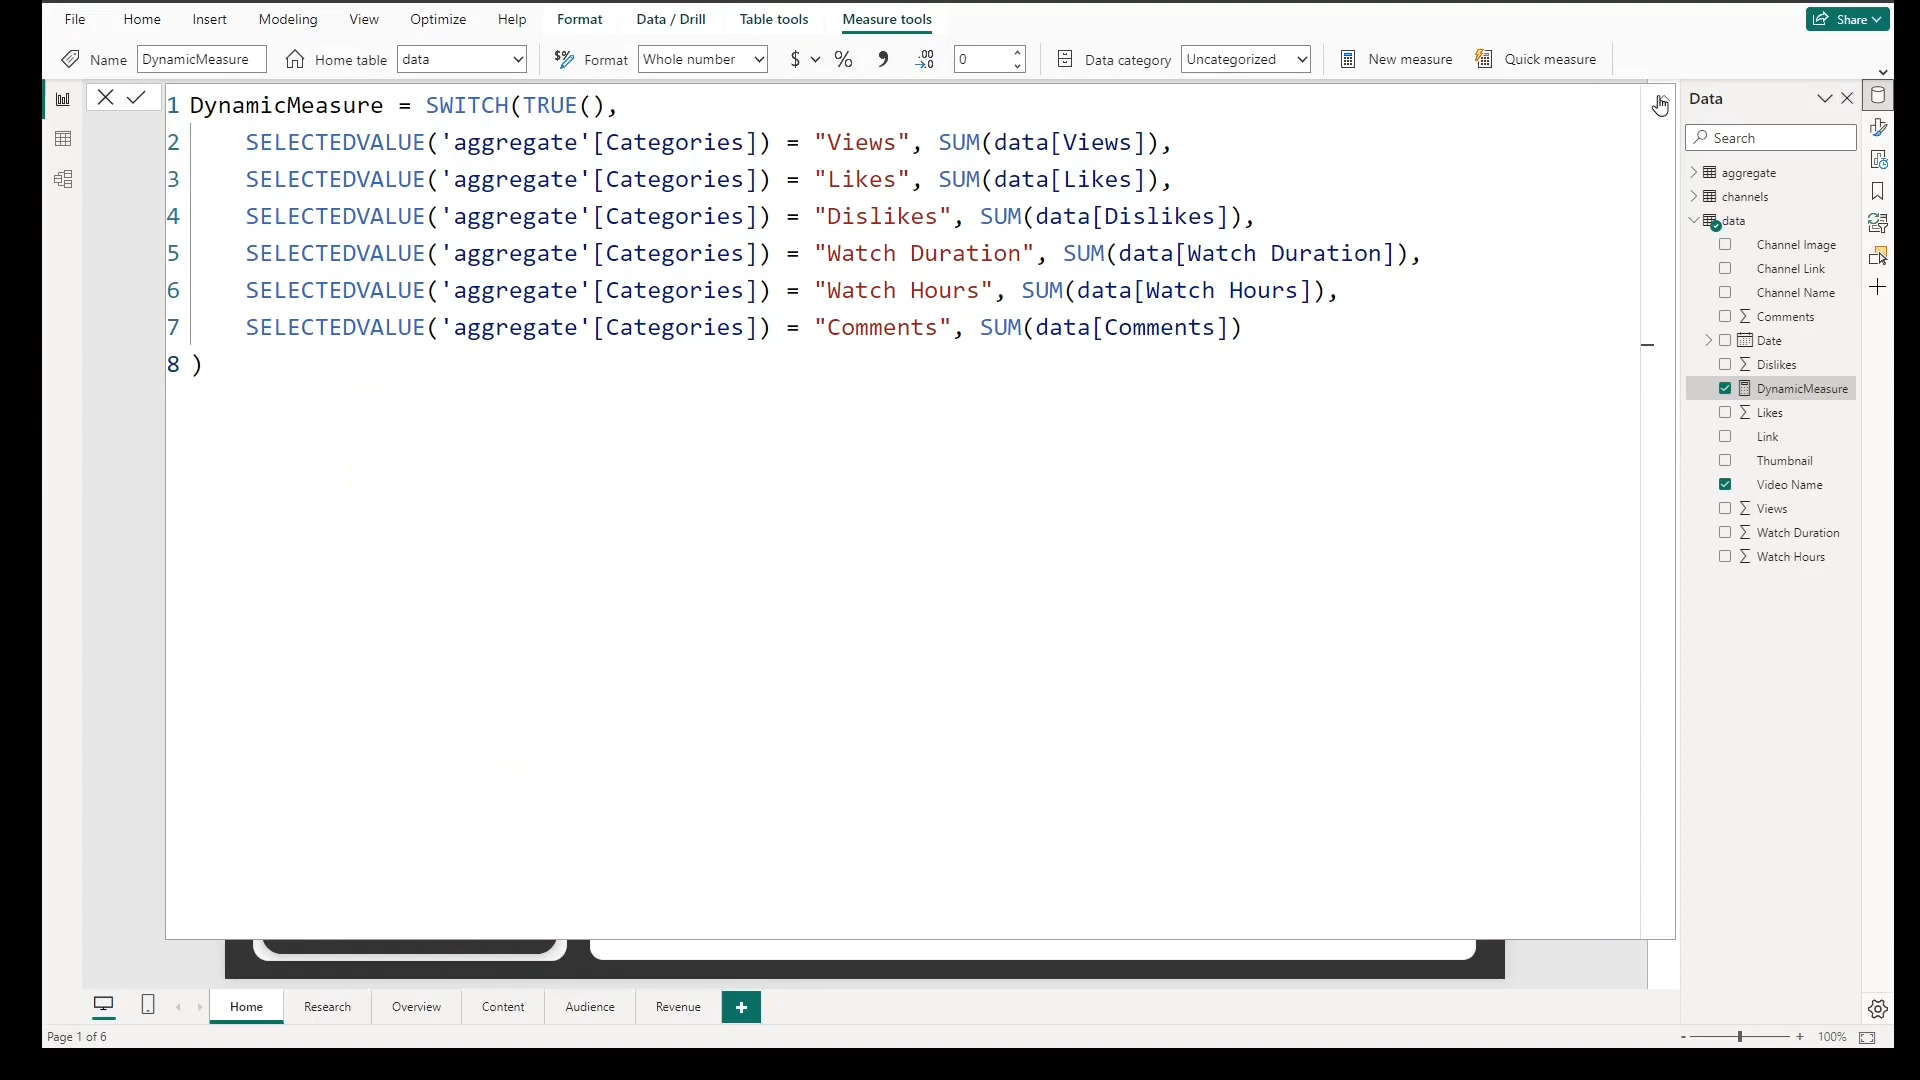 File Home Insert Modeling View Optimize Help Format Data / Drill Table tools Measure tools Share
Name DynamicMeasure Home table data Format Whole number $ % 0 Data category Uncategorized New measure Quick measure
1 DynamicMeasure = SWITCH(TRUE(),
2 SELECTEDVALUE('aggregate'[Categories]) = "Views", SUM(data[Views]),
3 SELECTEDVALUE('aggregate'[Categories]) = "Likes", SUM(data[Likes]),
4 SELECTEDVALUE('aggregate'[Categories]) = "Dislikes", SUM(data[Dislikes]),
5 SELECTEDVALUE('aggregate'[Categories]) = "Watch Duration", SUM(data[Watch Duration]),
6 SELECTEDVALUE('aggregate'[Categories]) = "Watch Hours", SUM(data[Watch Hours]),
7 SELECTEDVALUE('aggregate'[Categories]) = "Comments", SUM(data[Comments])
8 )
Data
Search
aggregate
channels
data
Channel Image
Channel Link
Channel Name
Comments
Date
Dislikes
DynamicMeasure
Likes
Link
Thumbnail
Video Name
Views
Watch Duration
Watch Hours
Home Research Overview Content Audience Revenue +
Page 1 of 6
- + 100%